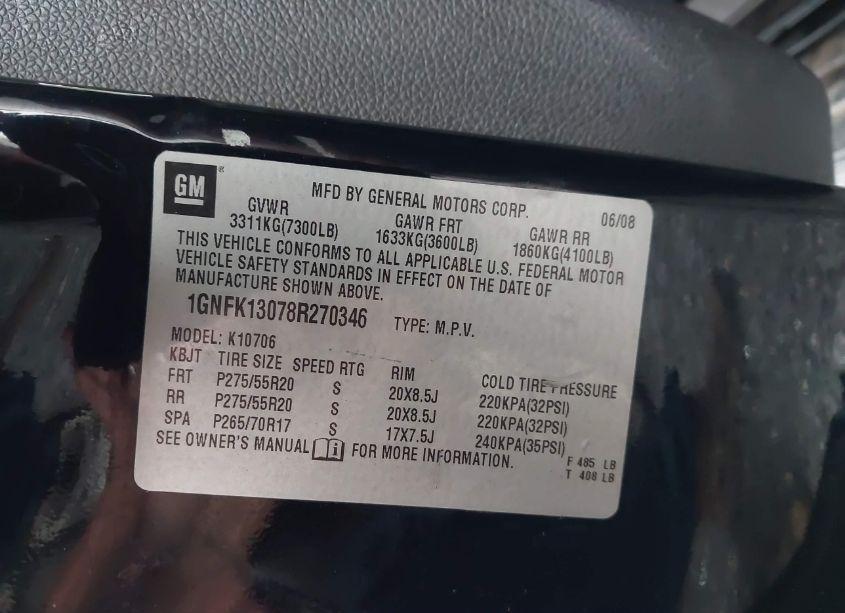 GM ®
MFD BY GENERAL MOTORS CORP. 06/08
GVWR GAWR FRT GAWR RR
3311KG(7300LB) 1633KG(3600LB) 1860KG(4100LB)
THIS VEHICLE CONFORMS TO ALL APPLICABLE U.S. FEDERAL MOTOR
VEHICLE SAFETY STANDARDS IN EFFECT ON THE DATE OF
MANUFACTURE SHOWN ABOVE.
1GNFK13078R270346 TYPE: M.P.V.
MODEL: K10706
KBJT TIRE SIZE SPEED RTG RIM COLD TIRE PRESSURE
FRT P275/55R20 S 20X8.5J 220KPA(32PSI)
RR P275/55R20 S 20X8.5J 220KPA(32PSI)
SPA P265/70R17 S 17X7.5J 240KPA(35PSI)
SEE OWNER'S MANUAL i FOR MORE INFORMATION.
F 485 LB
T 408 LB